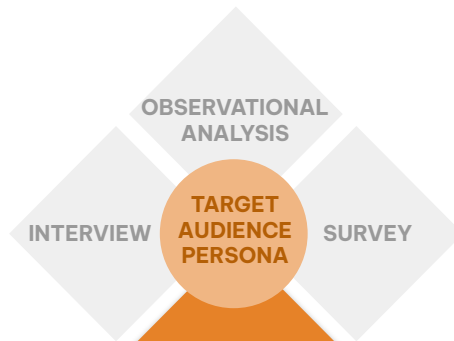 OBSERVATIONAL
ANALYSIS
TARGET
AUDIENCE
PERSONA
INTERVIEW
SURVEY